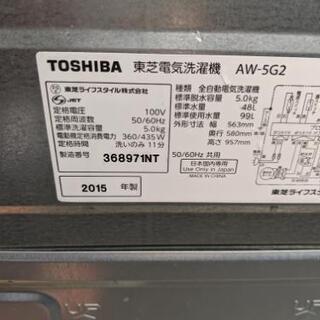 TOSHIBA 東芝電気洗濯機 AW-5G2
東芝ライフスタイル株式会社
JET
定格電圧 100V
定格周波数 50/60Hz
標準洗濯容量 5.0kg
電動機定格消費電力 360/435W
定格時間 洗いのみ 11分
製造番号 368971NT
2015 年製
種類 全自動電気洗濯機
標準脱水容量 5.0kg
標準水量 48L
標準使用水量 99L
外形寸法 幅 563mm
奥行 580mm
高さ 957mm
50/60Hz 共用
日本国内専用
Use Only in Japan
MADE IN CHINA
東芝ライフス